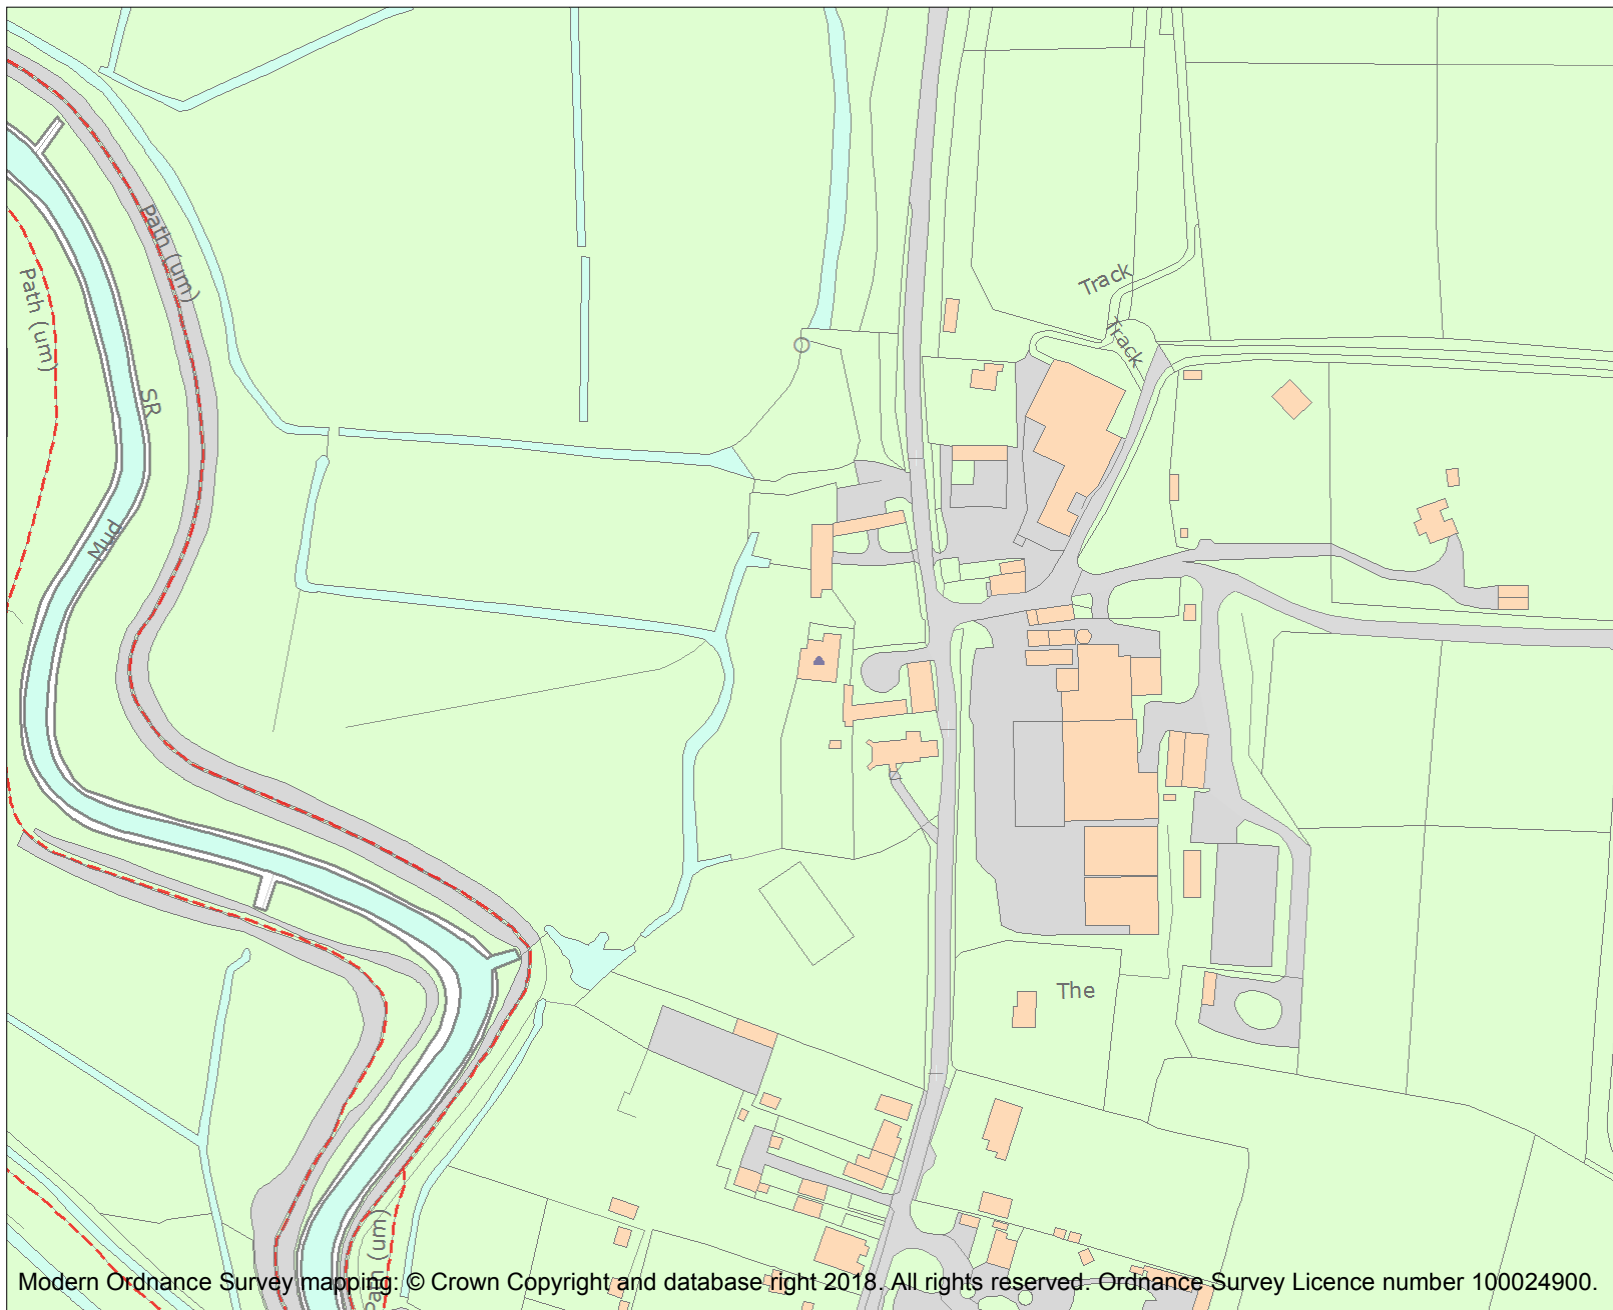 Path (um)
Path (um)
Track
Track
SR
Mud
The
Path (um)
Modern Ordnance Survey mapping: © Crown Copyright and database right 2018. All rights reserved. Ordnance Survey Licence number 100024900.